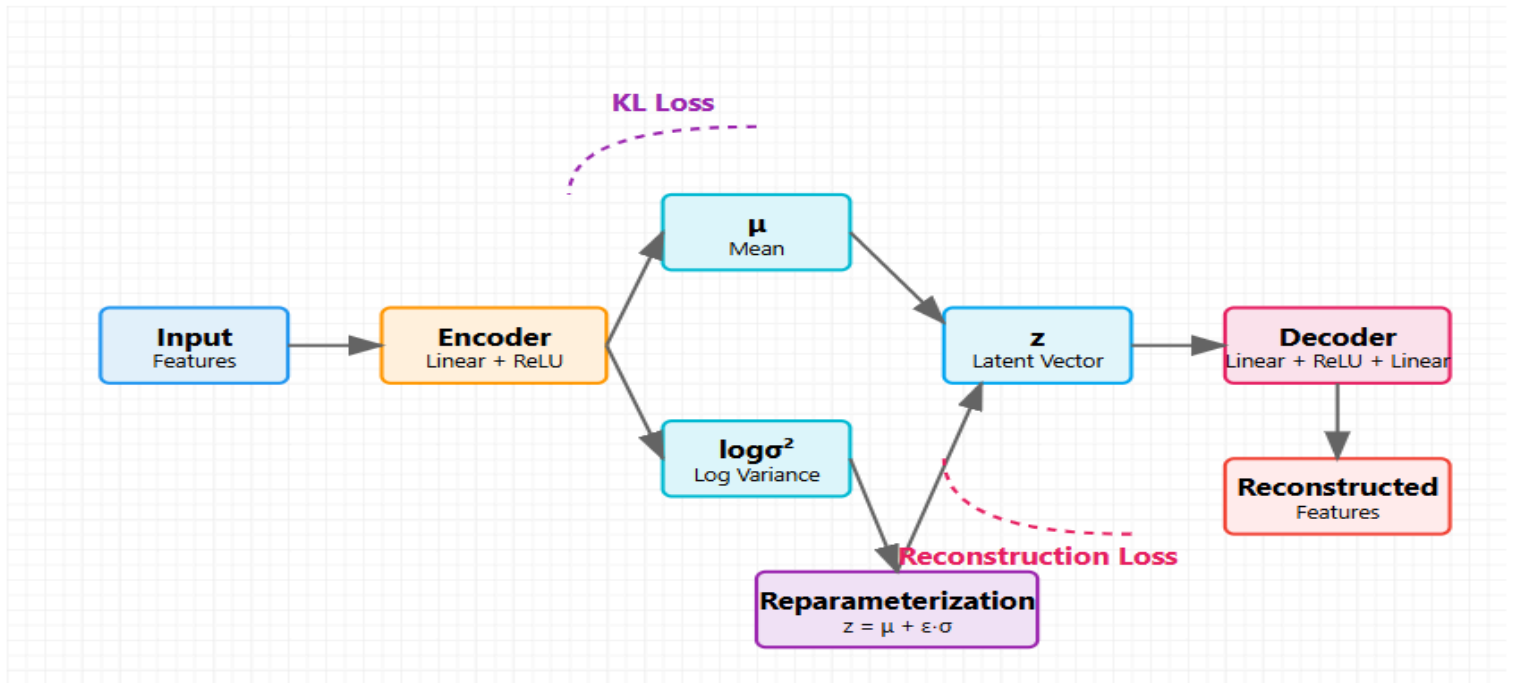 KL Loss
μ
Mean
Input
Features
Encoder
Linear + ReLU
z
Latent Vector
Decoder
Linear + ReLU + Linear
logσ²
Log Variance
Reconstructed
Features
Reconstruction Loss
Reparameterization
z = μ + ε·σ